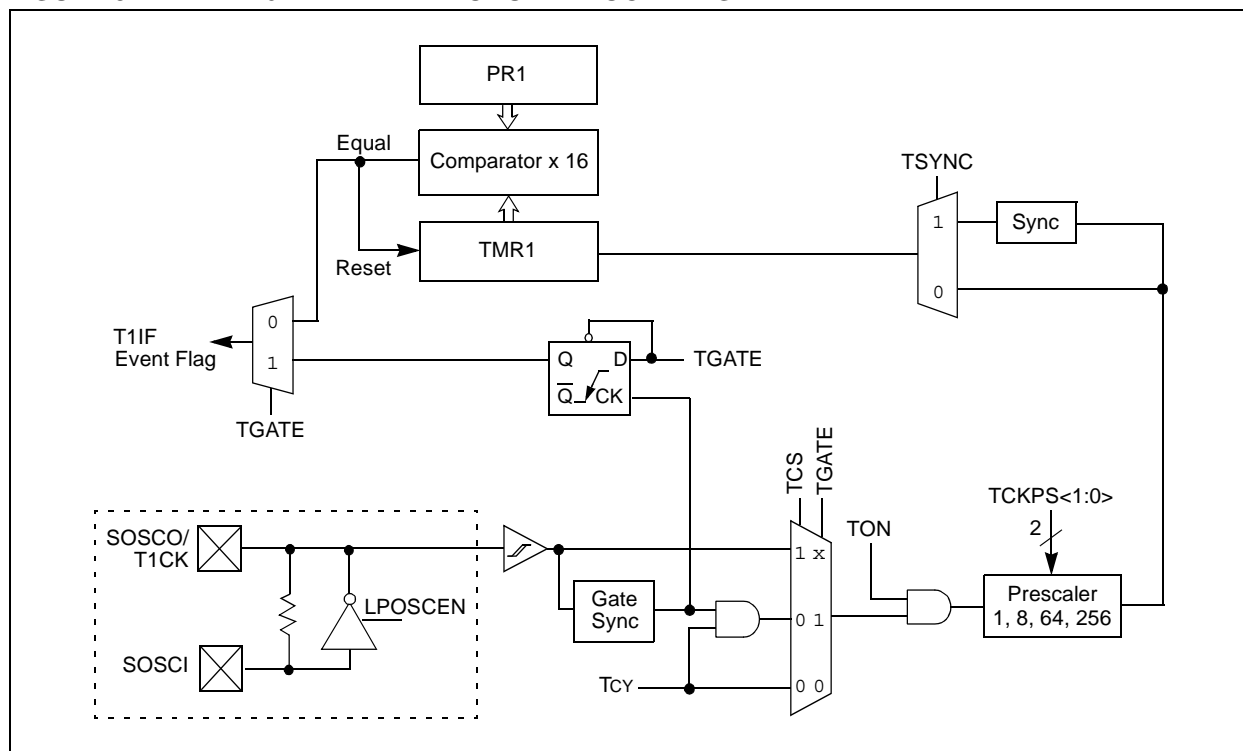 PR1
Equal
Comparator x 16
TSYNC
1
Sync
TMR1
Reset
0
0
T1IF
Event Flag
1
Q
D
TGATE
Q̅
CK
TGATE
TCS
TGATE
TCKPS<1:0>
SOSCO/
T1CK
TON
2
1 x
LPOSCEN
Gate
Sync
0 1
Prescaler
1, 8, 64, 256
SOSCI
TCY
0 0